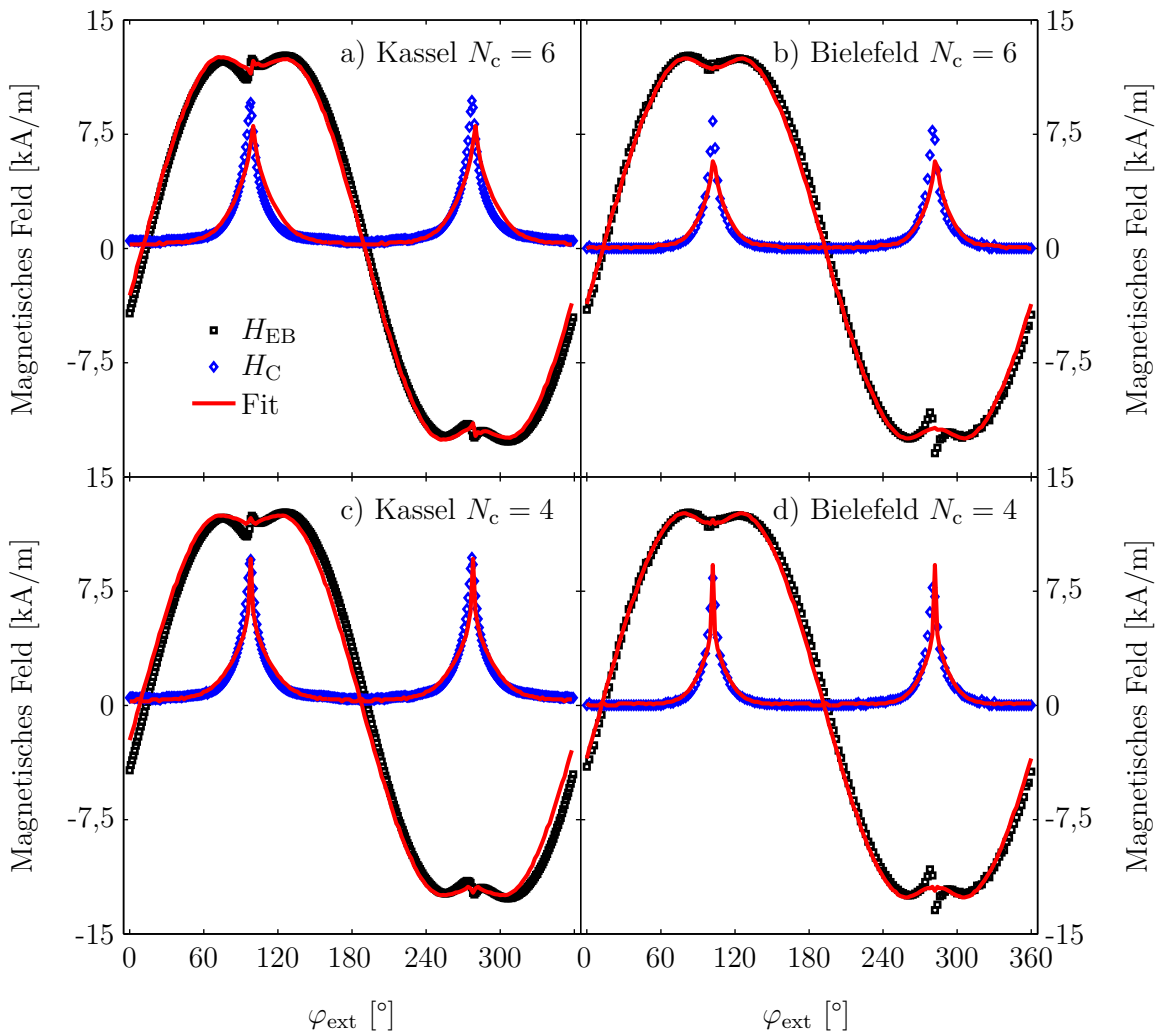 15
15
a) Kassel N_c = 6
b) Bielefeld N_c = 6
7,5
7,5
0
0
-7,5
-7,5
Magnetisches Feld [kA/m]
Magnetisches Feld [kA/m]
H_EB
H_C
Fit
15
15
c) Kassel N_c = 4
d) Bielefeld N_c = 4
7,5
7,5
0
0
-7,5
-7,5
-15
-15
Magnetisches Feld [kA/m]
Magnetisches Feld [kA/m]
0 60 120 180 240 300
0 60 120 180 240 300 360
φ_ext [°]
φ_ext [°]